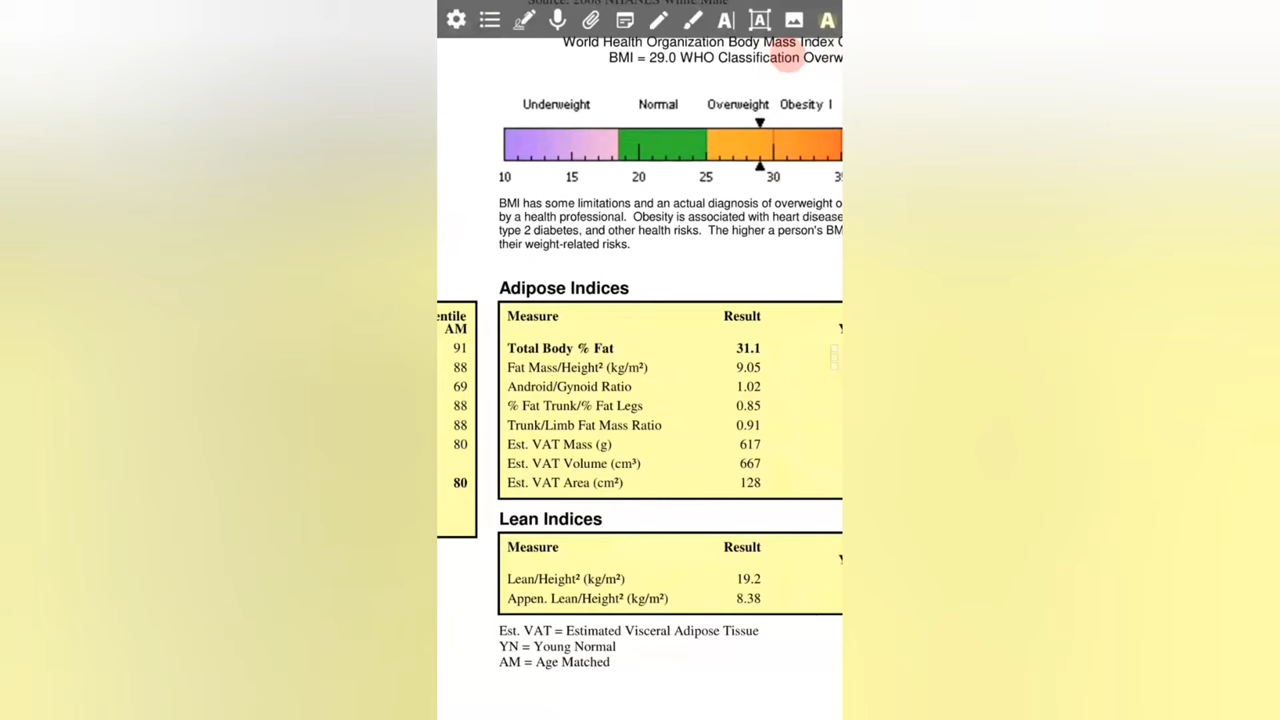 World Health Organization Body Mass Index
BMI = 29.0 WHO Classification Overw
Underweight Normal Overweight Obesity I
10 15 20 25 30
BMI has some limitations and an actual diagnosis of overweight o
by a health professional. Obesity is associated with heart disease
type 2 diabetes, and other health risks. The higher a person's BM
their weight-related risks.
entile
AM
91
88
69
88
88
80
80
Adipose Indices
Measure Result
Total Body % Fat 31.1
Fat Mass/Height² (kg/m²) 9.05
Android/Gynoid Ratio 1.02
% Fat Trunk/% Fat Legs 0.85
Trunk/Limb Fat Mass Ratio 0.91
Est. VAT Mass (g) 617
Est. VAT Volume (cm³) 667
Est. VAT Area (cm²) 128
Lean Indices
Measure Result
Lean/Height² (kg/m²) 19.2
Appen. Lean/Height² (kg/m²) 8.38
Est. VAT = Estimated Visceral Adipose Tissue
YN = Young Normal
AM = Age Matched